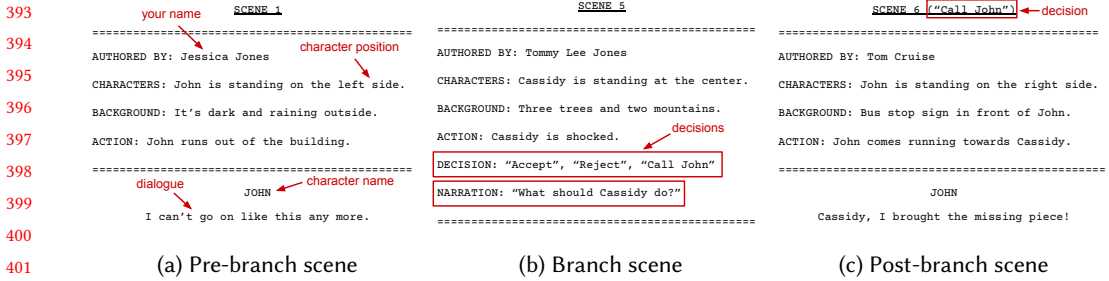 393
394
395
396
397
398
399
400
401
SCENE 1
your name
================================================
AUTHORED BY: Jessica Jones
character position
CHARACTERS: John is standing on the left side.
BACKGROUND: It's dark and raining outside.
ACTION: John runs out of the building.
================================================
dialogue
JOHN
character name
I can't go on like this any more.
(a) Pre-branch scene
SCENE 5
================================================
AUTHORED BY: Tommy Lee Jones
CHARACTERS: Cassidy is standing at the center.
BACKGROUND: Three trees and two mountains.
ACTION: Cassidy is shocked.
decisions
DECISION: “Accept”, “Reject”, “Call John”
NARRATION: “What should Cassidy do?”
================================================
(b) Branch scene
SCENE 6 (“Call John”)
decision
================================================
AUTHORED BY: Tom Cruise
CHARACTERS: John is standing on the right side.
BACKGROUND: Bus stop sign in front of John.
ACTION: John comes running towards Cassidy.
================================================
JOHN
Cassidy, I brought the missing piece!
(c) Post-branch scene